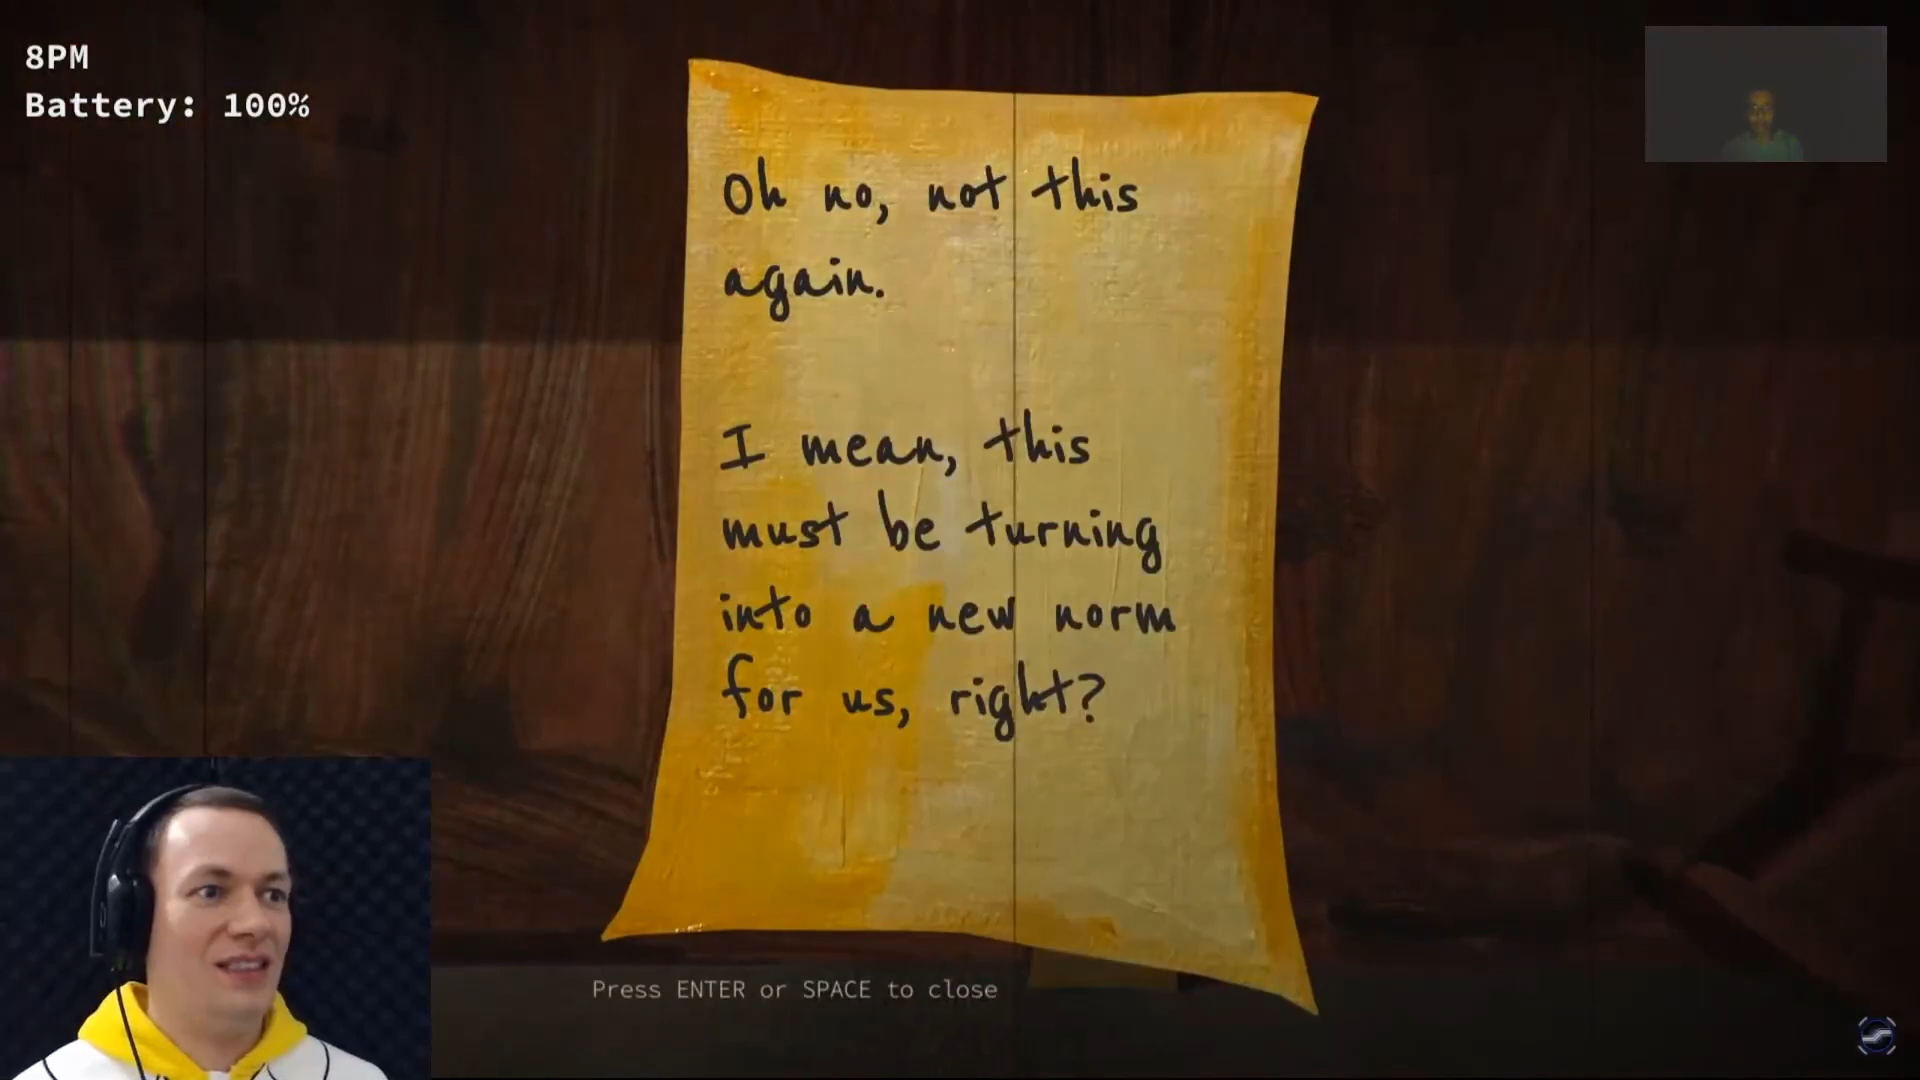 8PM
Battery: 100%
Oh no, not this
again.
I mean, this
must be turning
into a new norm
for us, right?
Press ENTER or SPACE to close